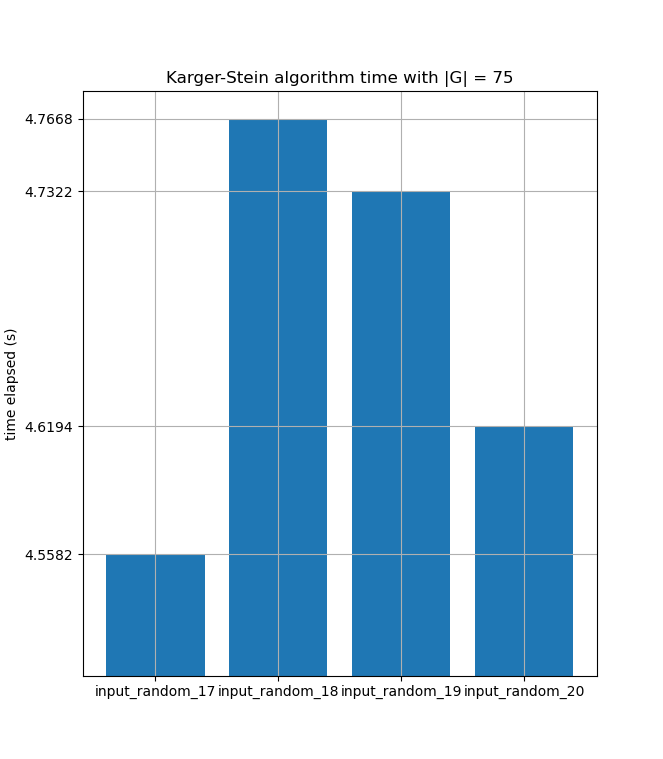 Karger-Stein algorithm time with |G| = 75
4.7668
4.7322
4.6194
4.5582
time elapsed (s)
input_random_17 input_random_18 input_random_19 input_random_20